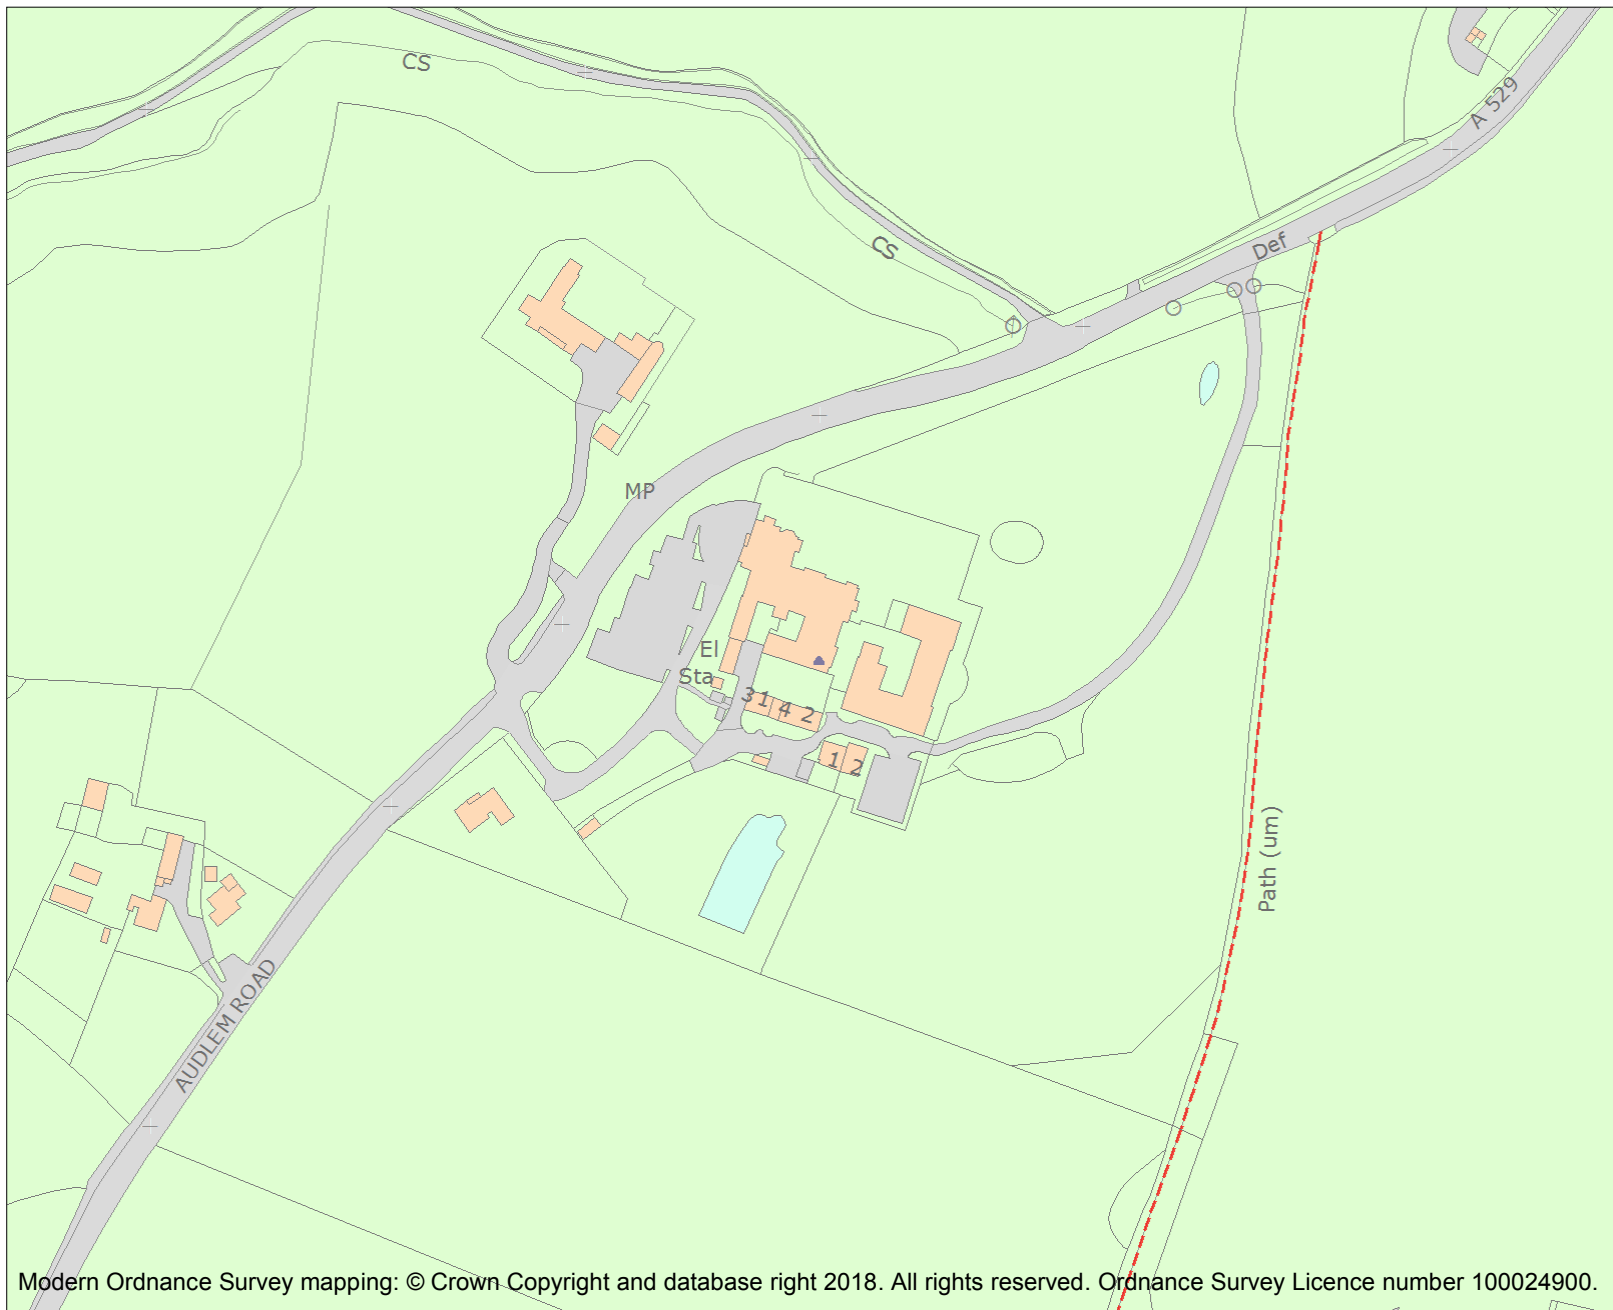 CS
A 529
CS
Def
MP
El
Sta
3
1
4
2
1
2
Path (um)
AUDLEM ROAD
Modern Ordnance Survey mapping: © Crown Copyright and database right 2018. All rights reserved. Ordnance Survey Licence number 100024900.